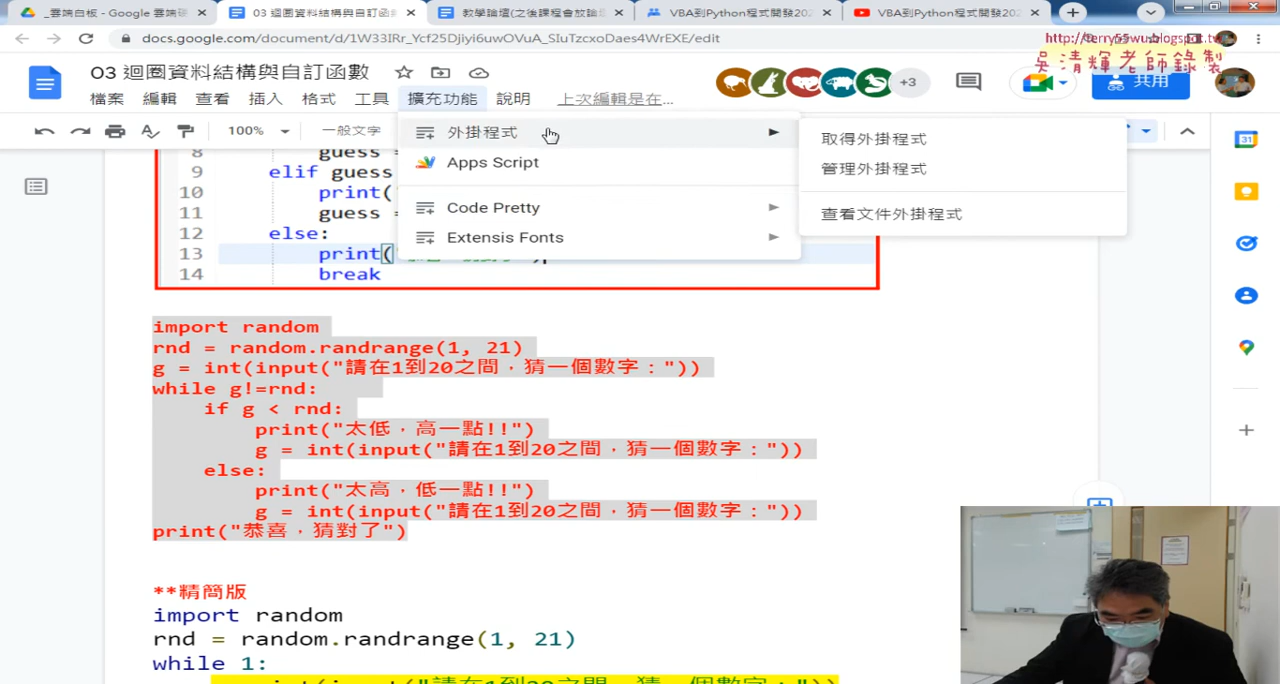 _雲端白板 - Google 雲端硬
03 迴圈資料結構與自訂函
教學論壇(之後課程會放論壇
VBA到Python程式開發202
VBA到Python程式開發202
docs.google.com/document/d/1W33IRr_Ycf25Djiyi6uwOVuA_SIuTzcxoDaes4WrEXE/edit
http://terry55wu.blogspot.tw
吳清輝老師錄製
03 迴圈資料結構與自訂函數
+3
共用
檔案 編輯 查看 插入 格式 工具 擴充功能 說明 上次編輯是在...
100% 一般文字
外掛程式
Apps Script
Code Pretty
Extensis Fonts
取得外掛程式
管理外掛程式
查看文件外掛程式
31
8 guess =
9 elif guess
10 print(
11 guess =
12 else:
13 print(
14 break
import random
rnd = random.randrange(1, 21)
g = int(input("請在1到20之間，猜一個數字："))
while g!=rnd:
if g < rnd:
print("太低，高一點!!")
g = int(input("請在1到20之間，猜一個數字："))
else:
print("太高，低一點!!")
g = int(input("請在1到20之間，猜一個數字："))
print("恭喜，猜對了")
**精簡版
import random
rnd = random.randrange(1, 21)
while 1: